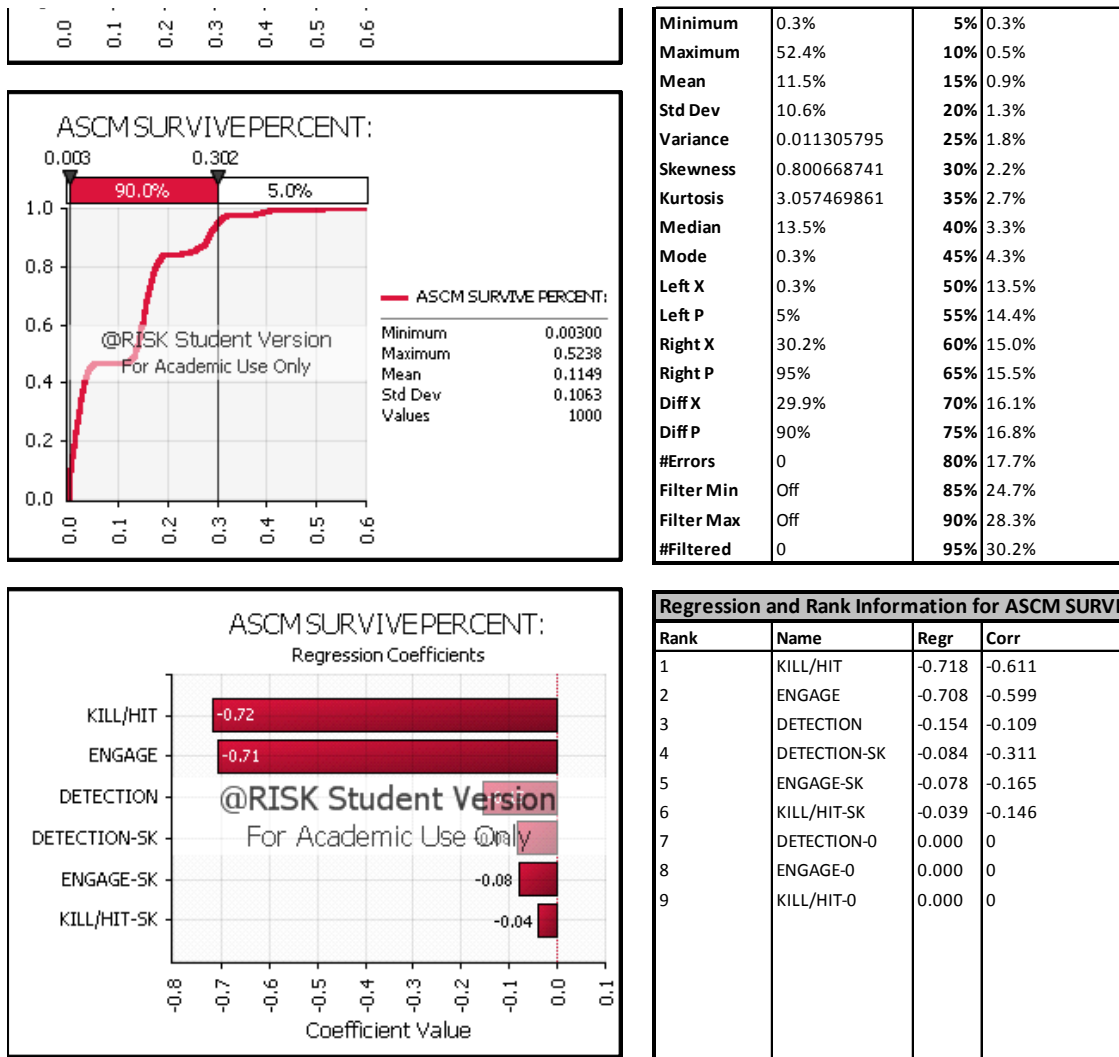 0.0 0.1 0.2 0.3 0.4 0.5 0.6
Minimum 0.3% 5% 0.3%
Maximum 52.4% 10% 0.5%
Mean 11.5% 15% 0.9%
Std Dev 10.6% 20% 1.3%
Variance 0.011305795 25% 1.8%
Skewness 0.800668741 30% 2.2%
Kurtosis 3.057469861 35% 2.7%
Median 13.5% 40% 3.3%
Mode 0.3% 45% 4.3%
Left X 0.3% 50% 13.5%
Left P 5% 55% 14.4%
Right X 30.2% 60% 15.0%
Right P 95% 65% 15.5%
Diff X 29.9% 70% 16.1%
Diff P 90% 75% 16.8%
#Errors 0 80% 17.7%
Filter Min Off 85% 24.7%
Filter Max Off 90% 28.3%
#Filtered 0 95% 30.2%
ASCM SURVIVE PERCENT:
0.003 0.302
90.0% 5.0%
1.0
0.8
0.6
0.4
0.2
0.0
0.0 0.1 0.2 0.3 0.4 0.5 0.6
@RISK Student Version
For Academic Use Only
ASCM SURVIVE PERCENT:
Minimum 0.00300
Maximum 0.5238
Mean 0.1149
Std Dev 0.1063
Values 1000
ASCM SURVIVE PERCENT:
Regression Coefficients
KILL/HIT -0.72
ENGAGE -0.71
DETECTION
DETECTION-SK -0.08
ENGAGE-SK -0.08
KILL/HIT-SK -0.04
@RISK Student Version
For Academic Use Only
-0.8 -0.7 -0.6 -0.5 -0.4 -0.3 -0.2 -0.1 0.0 0.1
Coefficient Value
Regression and Rank Information for ASCM SURVI
Rank Name Regr Corr
1 KILL/HIT -0.718 -0.611
2 ENGAGE -0.708 -0.599
3 DETECTION -0.154 -0.109
4 DETECTION-SK -0.084 -0.311
5 ENGAGE-SK -0.078 -0.165
6 KILL/HIT-SK -0.039 -0.146
7 DETECTION-0 0.000 0
8 ENGAGE-0 0.000 0
9 KILL/HIT-0 0.000 0